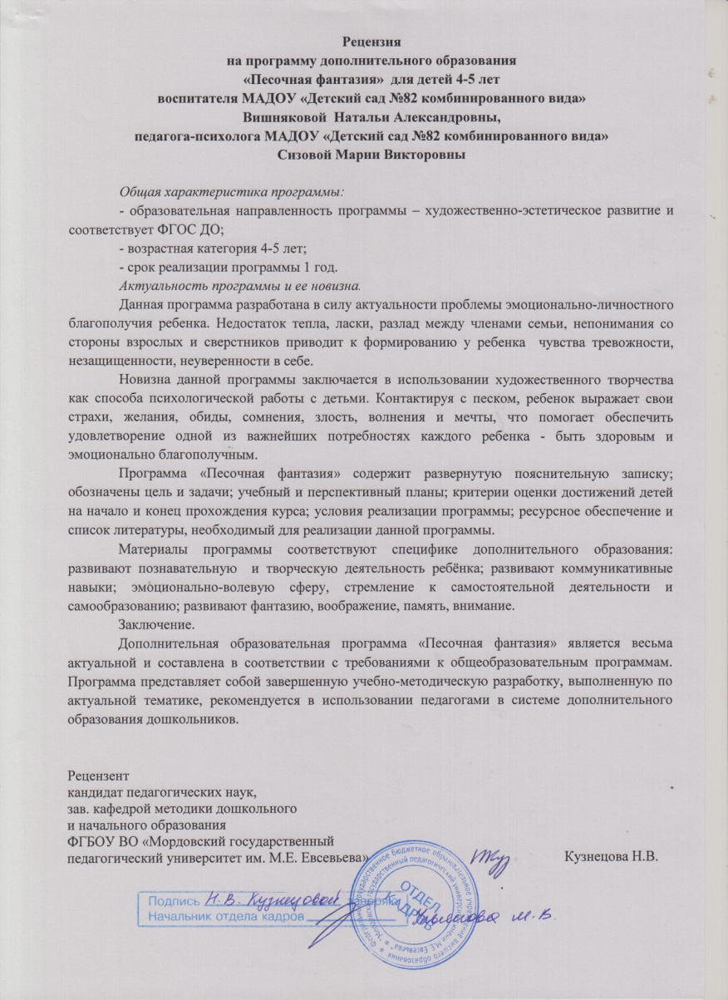 Рецензия
на программу дополнительного образования
«Песочная фантазия» для детей 4-5 лет
воспитателя МАДОУ «Детский сад №82 комбинированного вида»
Вишняковой Натальи Александровны,
педагога-психолога МАДОУ «Детский сад №82 комбинированного вида»
Сизовой Марии Викторовны
Общая характеристика программы:
- образовательная направленность программы – художественно-эстетическое развитие и
соответствует ФГОС ДО;
- возрастная категория 4-5 лет;
- срок реализации программы 1 год.
Актуальность программы и ее новизна.
Данная программа разработана в силу актуальности проблемы эмоционально-личностного
благополучия ребенка. Недостаток тепла, ласки, разлад между членами семьи, непонимания со
стороны взрослых и сверстников приводит к формированию у ребенка чувства тревожности,
незащищенности, неуверенности в себе.
Новизна данной программы заключается в использовании художественного творчества
как способа психологической работы с детьми. Контактируя с песком, ребенок выражает свои
страхи, желания, обиды, сомнения, злость, волнения и мечты, что помогает обеспечить
удовлетворение одной из важнейших потребностях каждого ребенка - быть здоровым и
эмоционально благополучным.
Программа «Песочная фантазия» содержит развернутую пояснительную записку;
обозначены цель и задачи; учебный и перспективный планы; критерии оценки достижений детей
на начало и конец прохождения курса; условия реализации программы; ресурсное обеспечение и
список литературы, необходимый для реализации данной программы.
Материалы программы соответствуют специфике дополнительного образования:
развивают познавательную и творческую деятельность ребёнка; развивают коммуникативные
навыки; эмоционально-волевую сферу, стремление к самостоятельной деятельности и
самообразованию; развивают фантазию, воображение, память, внимание.
Заключение.
Дополнительная образовательная программа «Песочная фантазия» является весьма
актуальной и составлена в соответствии с требованиями к общеобразовательным программам.
Программа представляет собой завершенную учебно-методическую разработку, выполненную по
актуальной тематике, рекомендуется в использовании педагогами в системе дополнительного
образования дошкольников.
Рецензент
кандидат педагогических наук,
зав. кафедрой методики дошкольного
и начального образования
ФГБОУ ВО «Мордовский государственный
педагогический университет им. М.Е. Евсевьева»
Кузнецова Н.В.
Подпись Н.В. Кузнецовой заверяю
Начальник отдела кадров М.В.
ОТДЕЛ
КАДРОВ